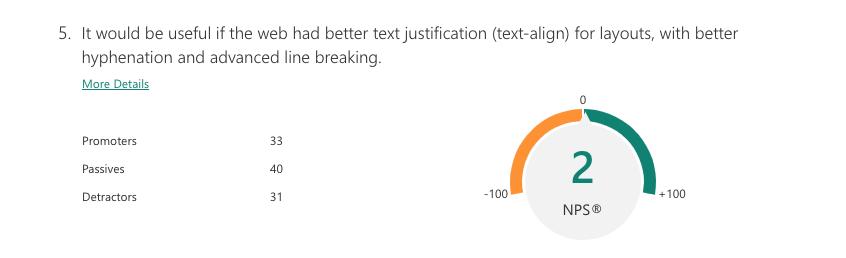 5. It would be useful if the web had better text justification (text-align) for layouts, with better
hyphenation and advanced line breaking.
More Details
0
Promoters 33
Passives 40
Detractors 31
2
-100 +100
NPS®